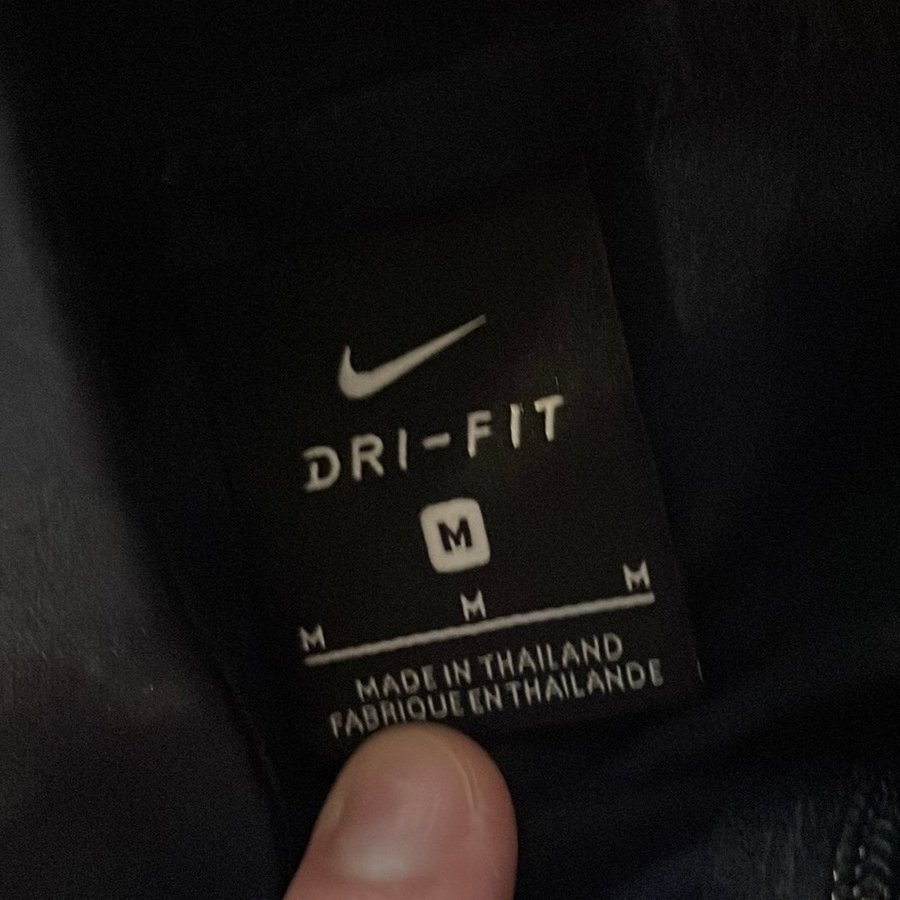 DRI-FIT
M
M M M
MADE IN THAILAND
FABRIQUE EN THAILANDE